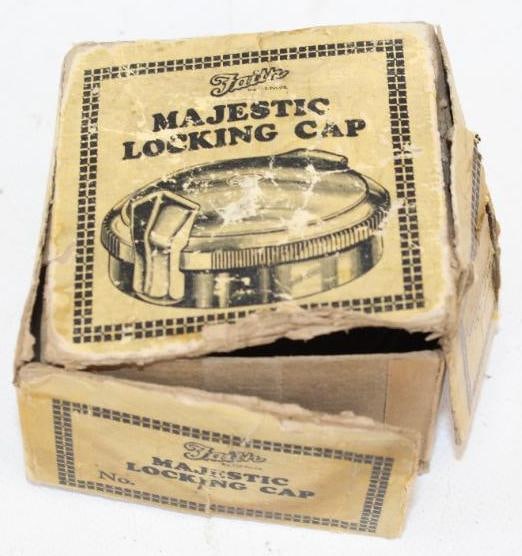 Faith
MAJESTIC
LOCKING CAP
Faith
MAJESTIC
No.
LOCKING CAP